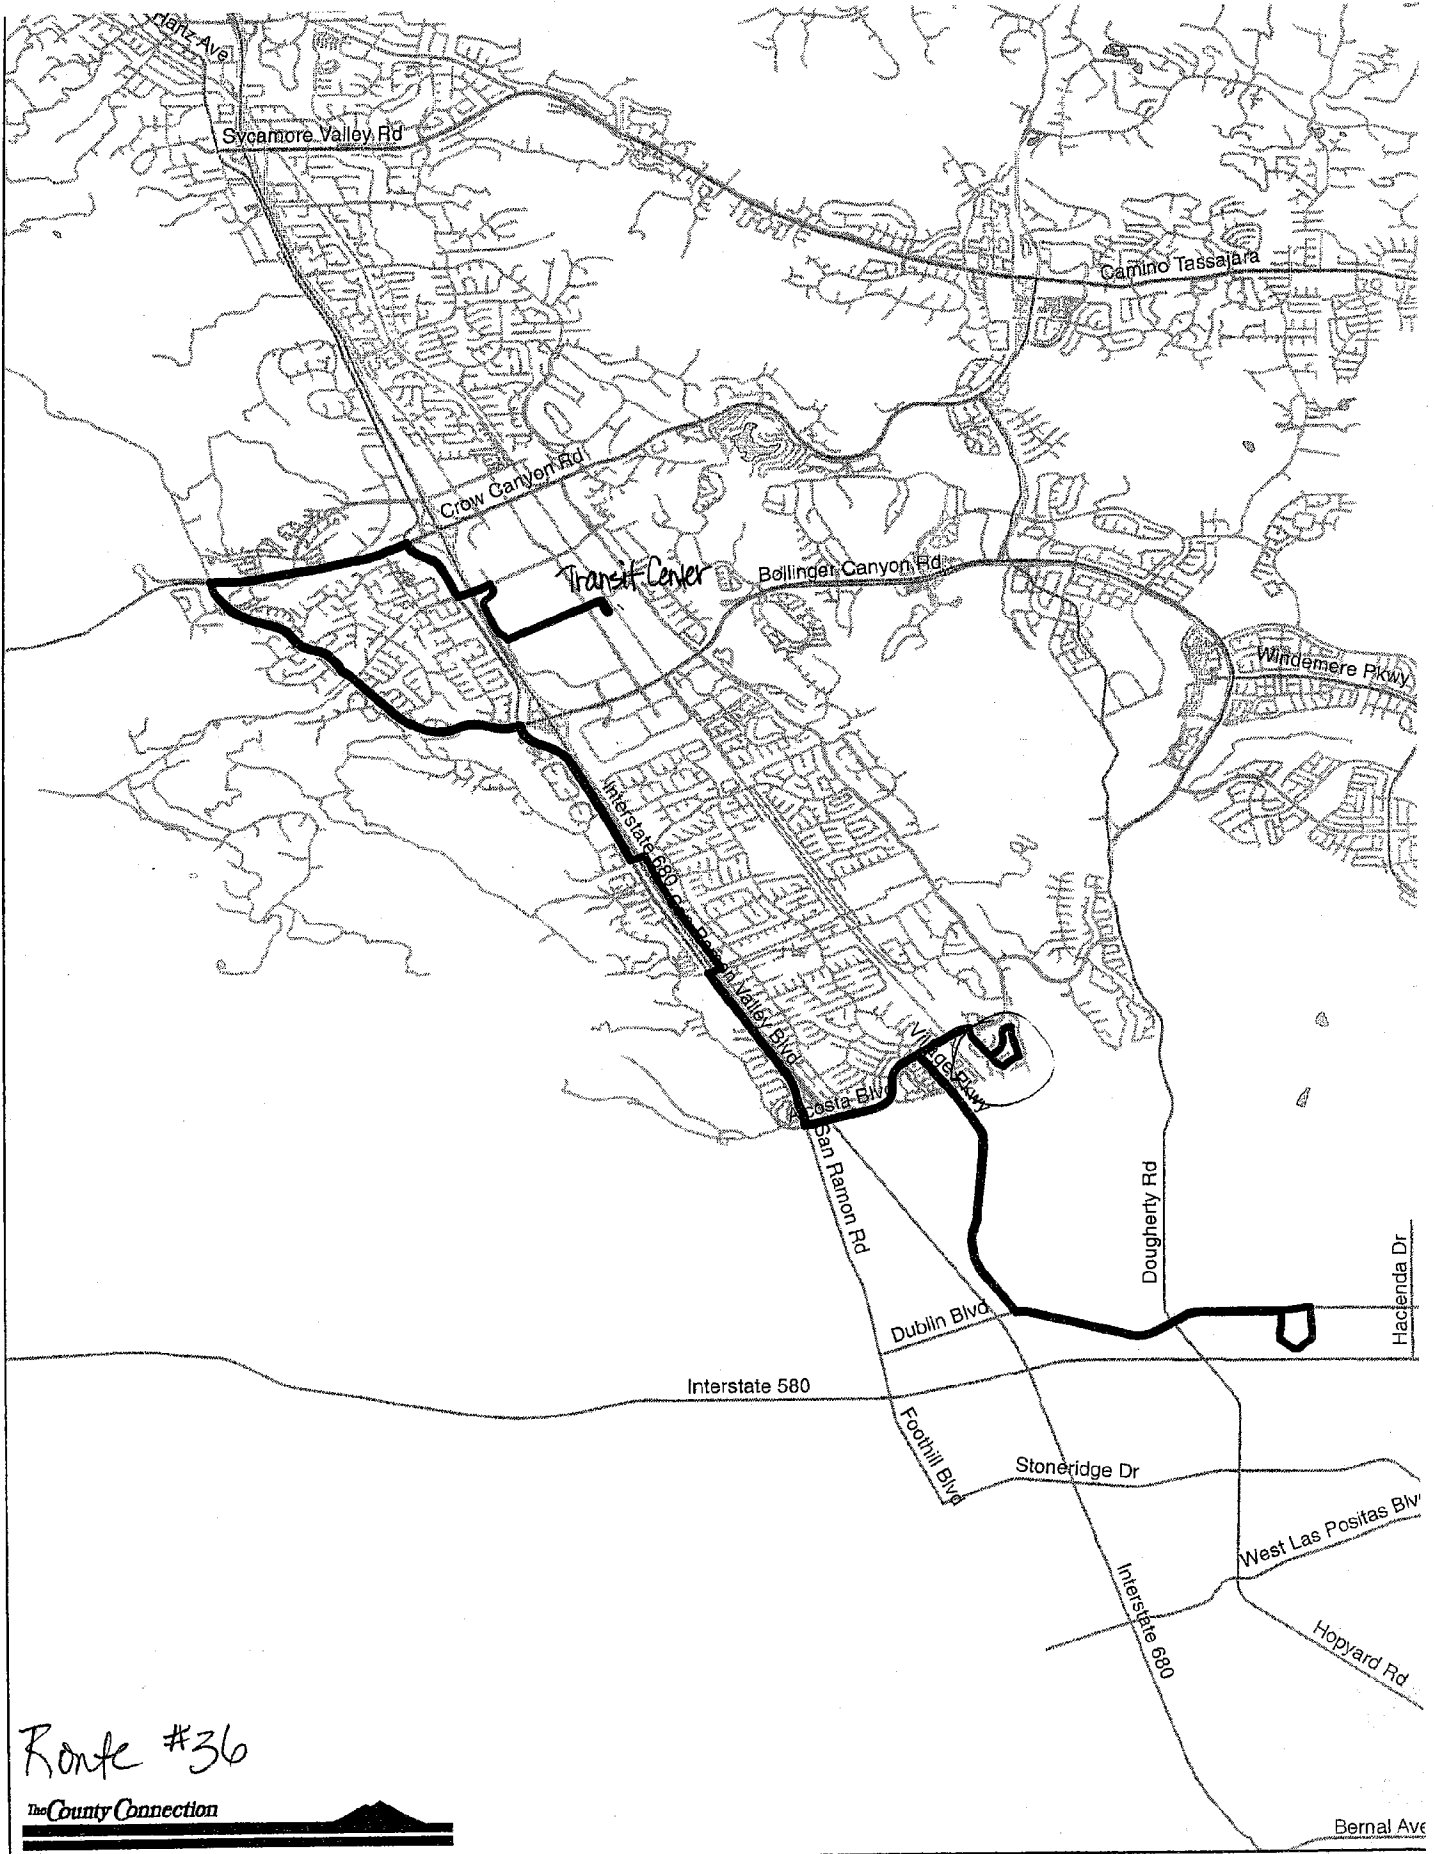 Hartz Ave
Sycamore Valley Rd
Camino Tassajara
Crow Canyon Rd
Transit Center
Bollinger Canyon Rd
Windemere Pkwy
Interstate 680
San Ramon Valley Blvd
Village Pkwy
Alcosta Blvd
San Ramon Rd
Dougherty Rd
Hacienda Dr
Dublin Blvd
Interstate 580
Foothill Blvd
Stoneridge Dr
West Las Positas Blv
Interstate 680
Hopyard Rd
Route #36
The County Connection
Bernal Ave